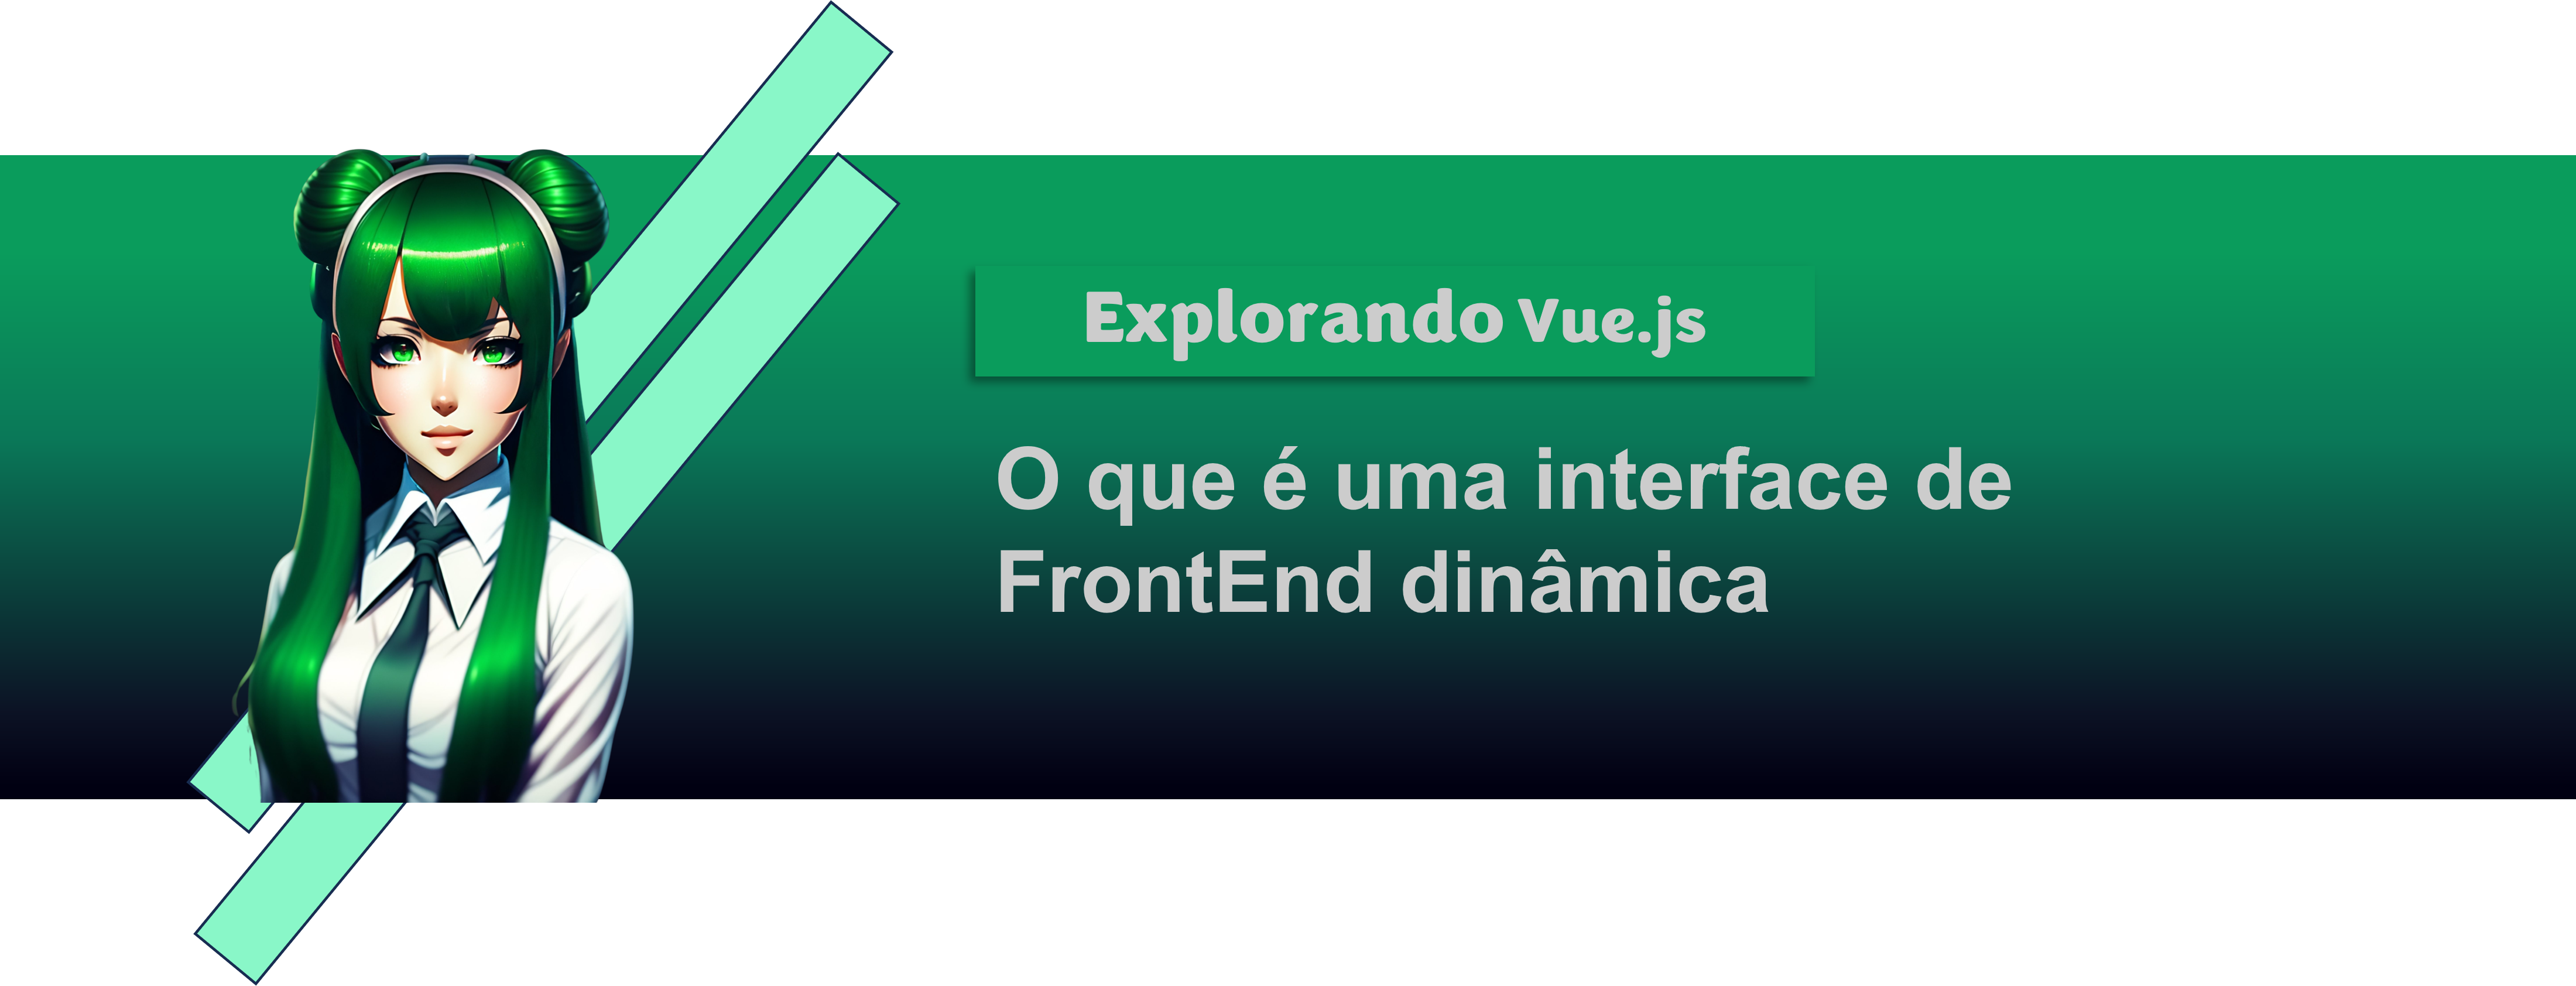 Explorando Vue.js
O que é uma interface de
FrontEnd dinâmica